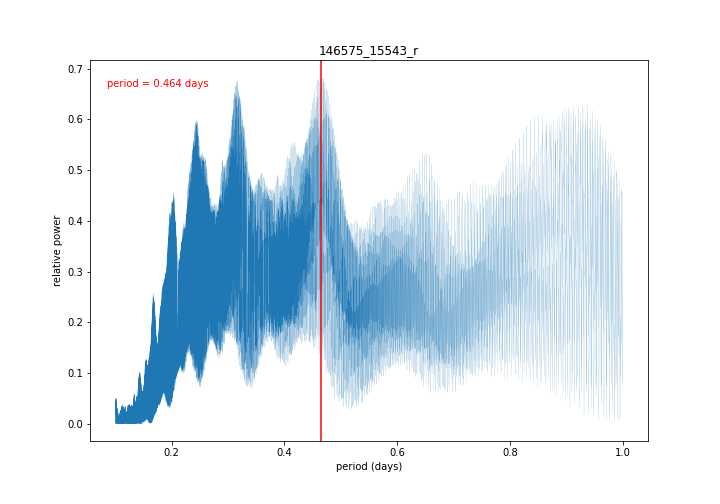 146575_15543_r
period = 0.464 days
relative power
0.7
0.6
0.5
0.4
0.3
0.2
0.1
0.0
0.2 0.4 0.6 0.8 1.0
period (days)